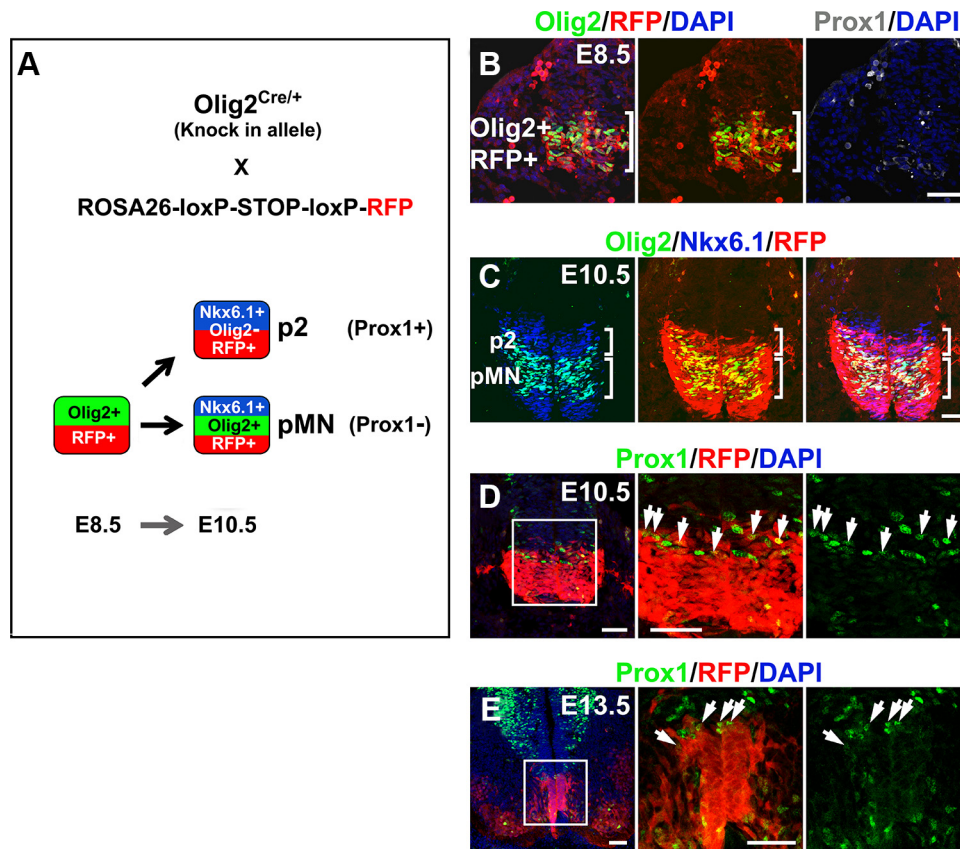 A
Olig2Cre/+
(Knock in allele)
X
ROSA26-loxP-STOP-loxP-RFP
Nkx6.1+
Olig2-
RFP+
p2
(Prox1+)
Olig2+
RFP+
Nkx6.1+
Olig2+
RFP+
pMN
(Prox1-)
E8.5
E10.5
Olig2/RFP/DAPI
Prox1/DAPI
B
E8.5
Olig2+
RFP+
Olig2/Nkx6.1/RFP
C
E10.5
p2
pMN
Prox1/RFP/DAPI
D
E10.5
Prox1/RFP/DAPI
E
E13.5